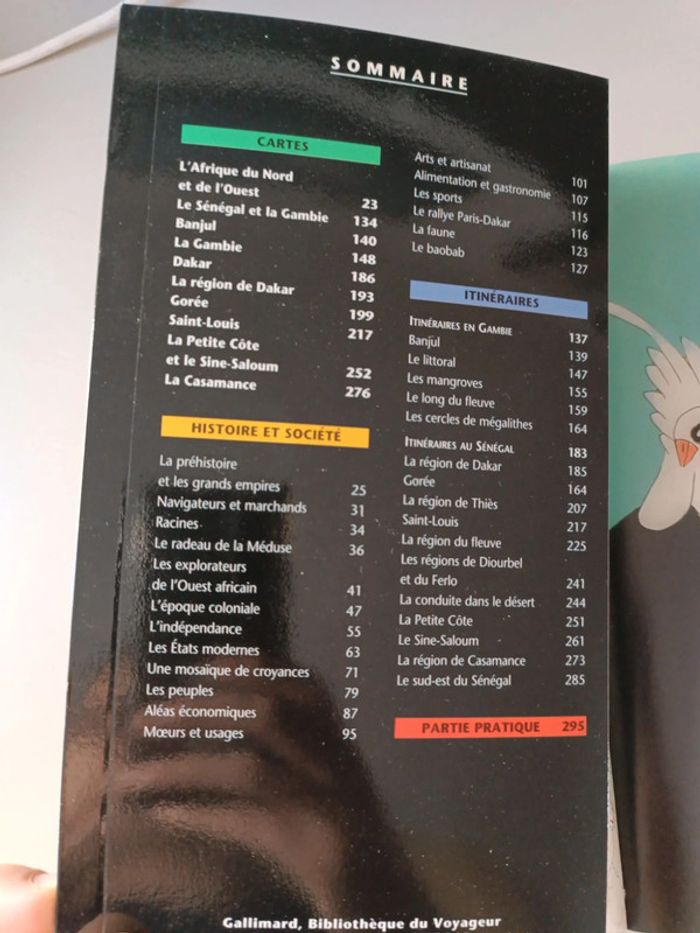 SOMMAIRE
CARTES
L'Afrique du Nord
et de l'Ouest 23
Le Sénégal et la Gambie 134
Banjul 140
La Gambie 148
Dakar 186
La région de Dakar 193
Gorée 199
Saint-Louis 217
La Petite Côte
et le Sine-Saloum 252
La Casamance 276
HISTOIRE ET SOCIÉTÉ
La préhistoire
et les grands empires 25
Navigateurs et marchands 31
Racines 34
Le radeau de la Méduse 36
Les explorateurs
de l'Ouest africain 41
L'époque coloniale 47
L'indépendance 55
Les États modernes 63
Une mosaïque de croyances 71
Les peuples 79
Aléas économiques 87
Mœurs et usages 95
Arts et artisanat 101
Alimentation et gastronomie 107
Les sports 115
Le rallye Paris-Dakar 116
La faune 123
Le baobab 127
ITINÉRAIRES
ITINÉRAIRES EN GAMBIE 137
Banjul 139
Le littoral 147
Les mangroves 155
Le long du fleuve 159
Les cercles de mégalithes 164
ITINÉRAIRES AU SÉNÉGAL 183
La région de Dakar 185
Gorée 164
La région de Thiès 207
Saint-Louis 217
La région du fleuve 225
Les régions de Diourbel
et du Ferlo 241
La conduite dans le désert 244
La Petite Côte 251
Le Sine-Saloum 261
La région de Casamance 273
Le sud-est du Sénégal 285
PARTIE PRATIQUE 295
Gallimard, Bibliothèque du Voyageur